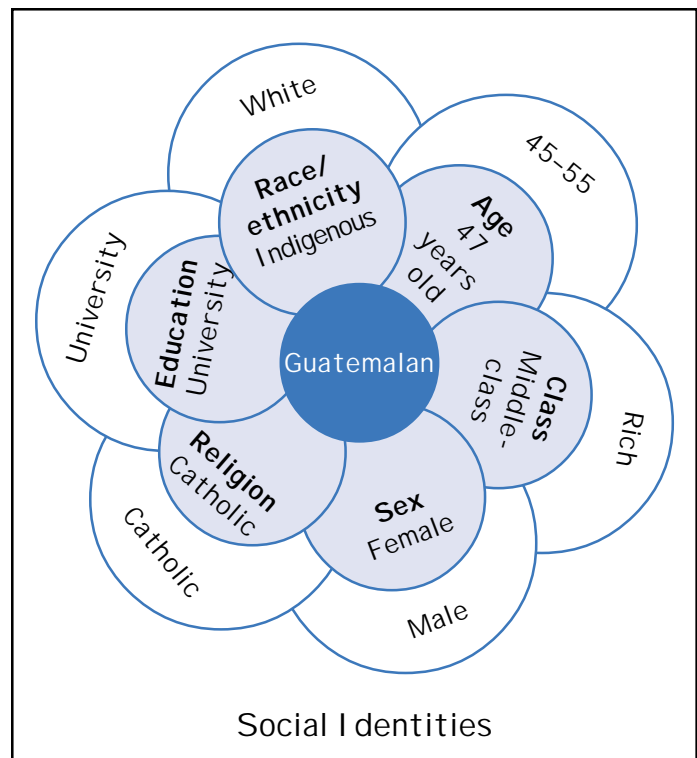 White
Race/
ethnicity
Indigenous
45–55
Age
47
years
old
Rich
Class
Middle-
class
Male
Sex
Female
Catholic
Religion
Catholic
University
Education
University
Guatemalan
Social Identities